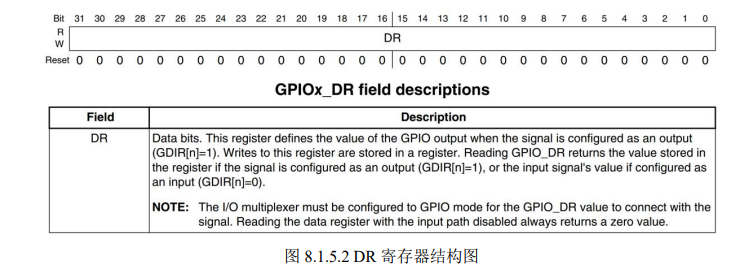 Bit 31 30 29 28 27 26 25 24 23 22 21 20 19 18 17 16 15 14 13 12 11 10 9 8 7 6 5 4 3 2 1 0
R
DR
W
Reset 0 0 0 0 0 0 0 0 0 0 0 0 0 0 0 0 0 0 0 0 0 0 0 0 0 0 0 0 0 0 0 0
GPIOx_DR field descriptions
Field Description
DR Data bits. This register defines the value of the GPIO output when the signal is configured as an output
(GDIR[n]=1). Writes to this register are stored in a register. Reading GPIO_DR returns the value stored in
the register if the signal is configured as an output (GDIR[n]=1), or the input signal's value if configured as
an input (GDIR[n]=0).
NOTE: The I/O multiplexer must be configured to GPIO mode for the GPIO_DR value to connect with the
signal. Reading the data register with the input path disabled always returns a zero value.
图 8.1.5.2 DR 寄存器结构图